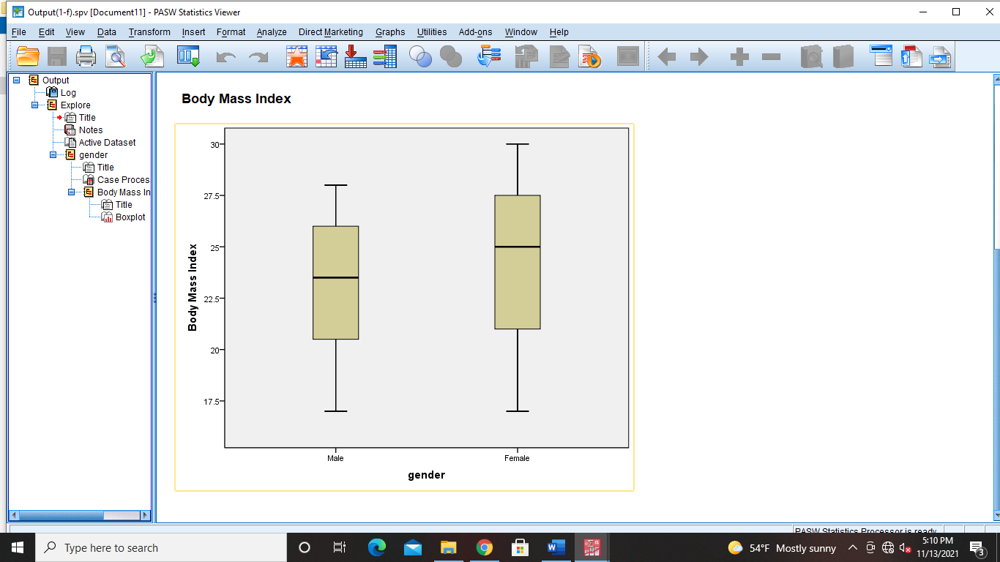 Output(1-f).spv [Document11] - PASW Statistics Viewer
File Edit View Data Transform Insert Format Analyze Direct Marketing Graphs Utilities Add-ons Window Help
Output
Log
Explore
Title
Notes
Active Dataset
gender
Title
Case Proces
Body Mass In
Title
Boxplot
Body Mass Index
30
27.5
25
22.5
20
17.5
Body Mass Index
Male Female
gender
PASW Statistics Processor is ready
Type here to search
54°F Mostly sunny
5:10 PM
11/13/2021
3